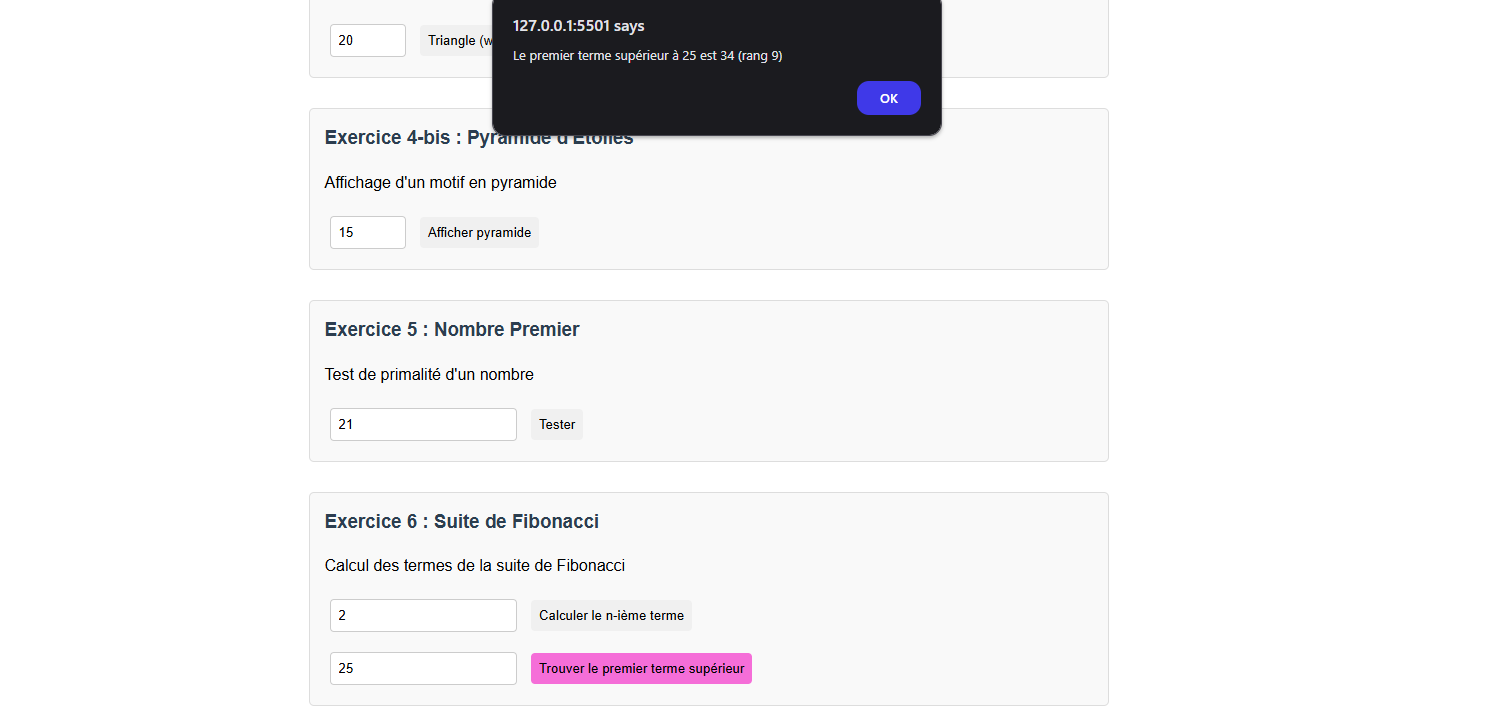 127.0.0.1:5501 says
Le premier terme supérieur à 25 est 34 (rang 9)
OK
20
Triangle (w
Exercice 4-bis : Pyramide d'Étoiles
Affichage d'un motif en pyramide
15
Afficher pyramide
Exercice 5 : Nombre Premier
Test de primalité d'un nombre
21
Tester
Exercice 6 : Suite de Fibonacci
Calcul des termes de la suite de Fibonacci
2
Calculer le n-ième terme
25
Trouver le premier terme supérieur